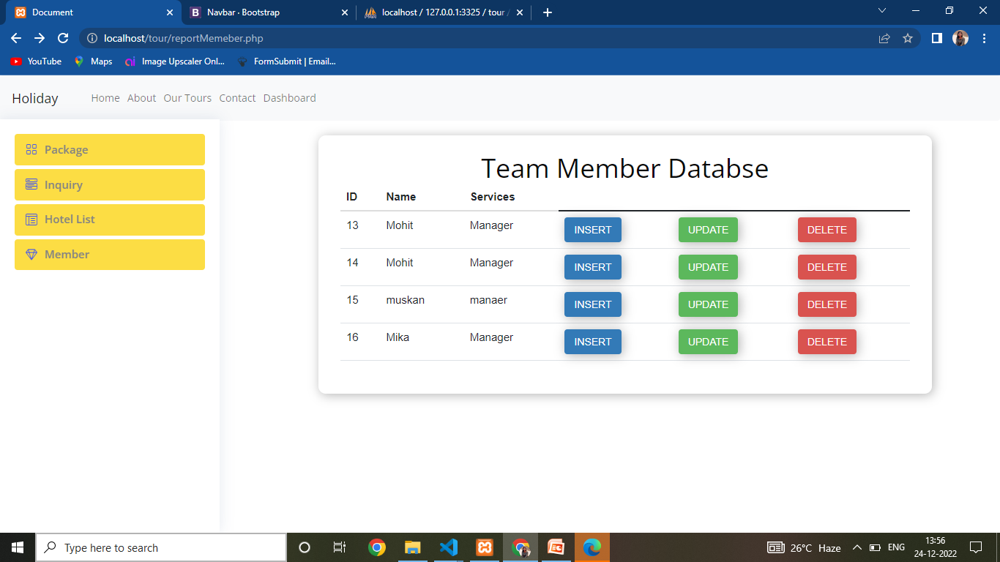 Document
Navbar · Bootstrap
localhost / 127.0.0.1:3325 / tour /
localhost/tour/reportMemeber.php
YouTube
Maps
Image Upscaler Onl...
FormSubmit | Email...
Holiday
Home About Our Tours Contact Dashboard
Package
Inquiry
Hotel List
Member
Team Member Databse
ID Name Services
13 Mohit Manager INSERT UPDATE DELETE
14 Mohit Manager INSERT UPDATE DELETE
15 muskan manaer INSERT UPDATE DELETE
16 Mika Manager INSERT UPDATE DELETE
Type here to search
26°C Haze
ENG
13:56
24-12-2022